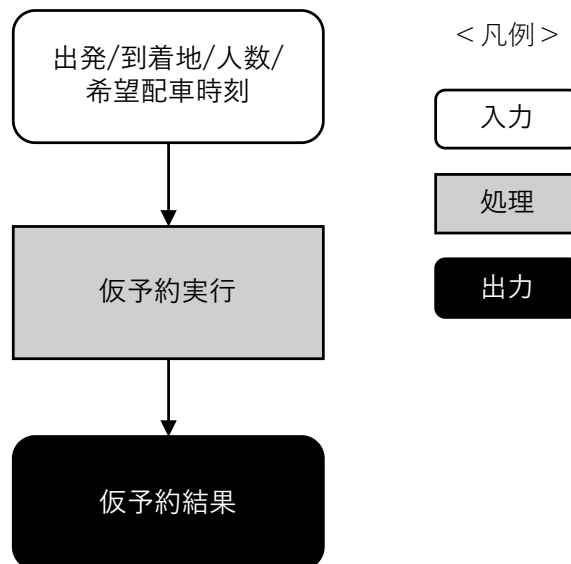 出発/到着地/人数/
希望配車時刻
仮予約実行
仮予約結果
<凡例>
入力
処理
出力